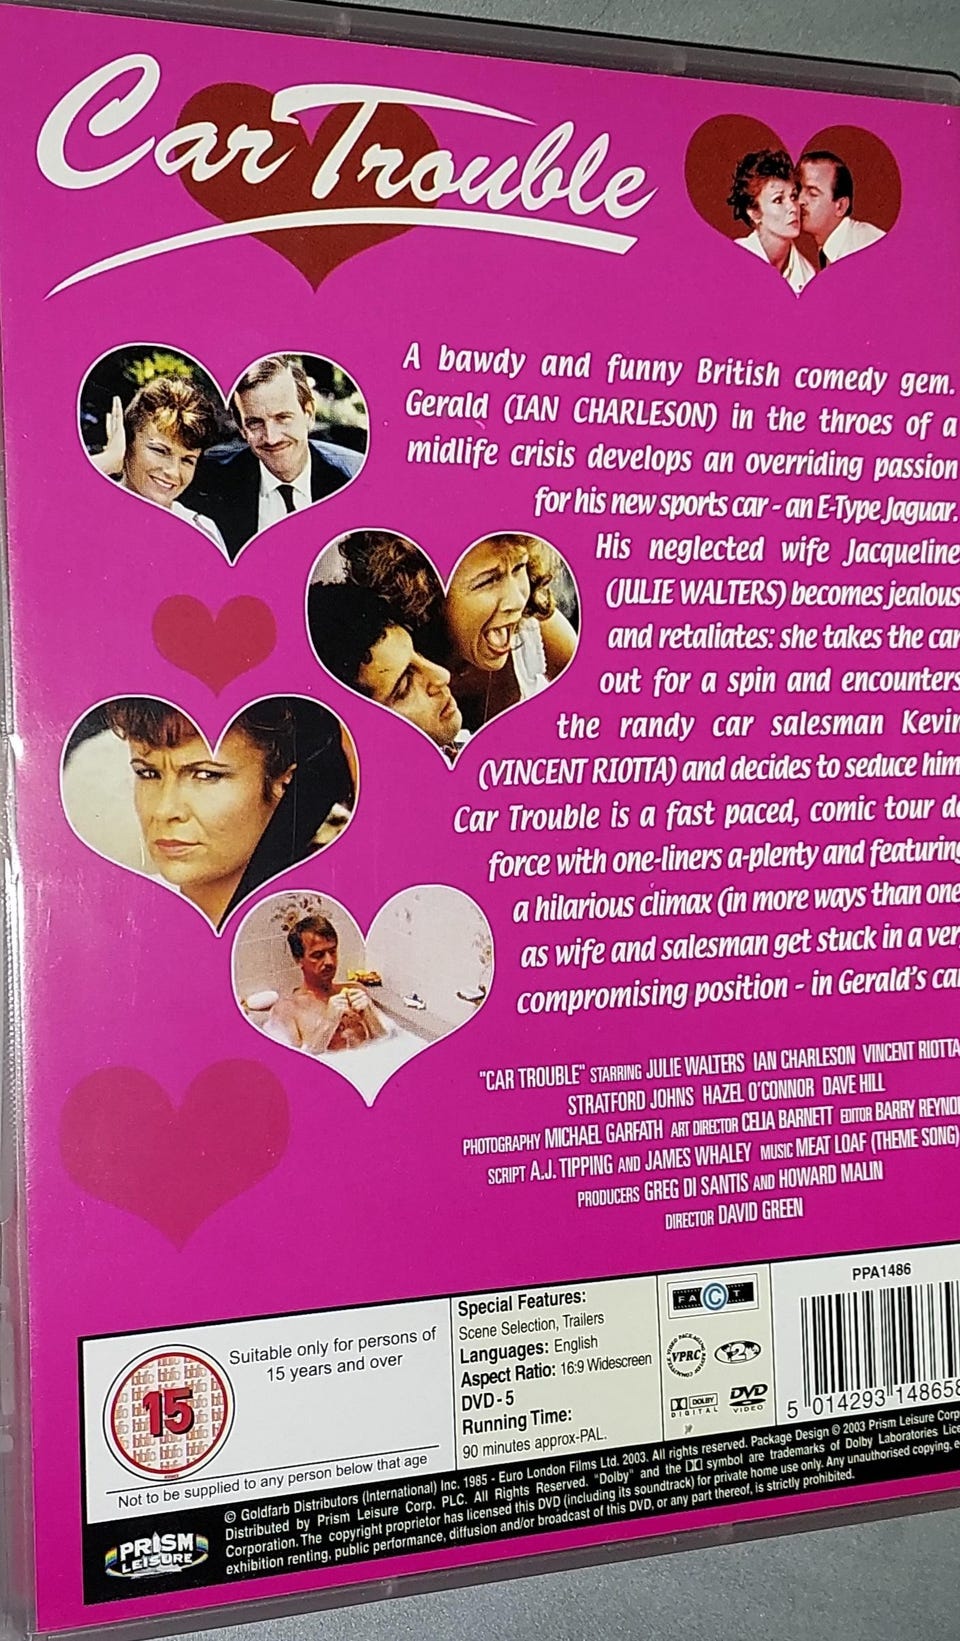 Car Trouble
A bawdy and funny British comedy gem.
Gerald (IAN CHARLESON) in the throes of a
midlife crisis develops an overriding passion
for his new sports car - an E-Type Jaguar.
His neglected wife Jacqueline
(JULIE WALTERS) becomes jealous
and retaliates: she takes the car
out for a spin and encounters
the randy car salesman Kevin
(VINCENT RIOTTA) and decides to seduce him
Car Trouble is a fast paced, comic tour de
force with one-liners a-plenty and featuring
a hilarious climax (in more ways than one
as wife and salesman get stuck in a very
compromising position - in Gerald's car
"CAR TROUBLE" STARRING JULIE WALTERS IAN CHARLESON VINCENT RIOTTA
STRATFORD JOHNS HAZEL O'CONNOR DAVE HILL
PHOTOGRAPHY MICHAEL GARFATH ART DIRECTOR CELIA BARNETT EDITOR BARRY REYNOL
SCRIPT A.J. TIPPING AND JAMES WHALEY MUSIC MEAT LOAF (THEME SONG)
PRODUCERS GREG DI SANTIS AND HOWARD MALIN
DIRECTOR DAVID GREEN
15
Suitable only for persons of
15 years and over
Not to be supplied to any person below that age
Special Features:
Scene Selection, Trailers
Languages: English
Aspect Ratio: 16:9 Widescreen
DVD - 5
Running Time:
90 minutes approx-PAL.
FACT
VPRC
2
DOLBY
DIGITAL
DVD
VIDEO
PPA1486
5 014293 148658
PRISM
LEISURE
© Goldfarb Distributors (International) Inc. 1985 - Euro London Films Ltd. 2003. All rights reserved. Package Design © 2003 Prism Leisure Corp
Distributed by Prism Leisure Corp. PLC. All Rights Reserved. "Dolby" and the symbol are trademarks of Dolby Laboratories Lice
Corporation. The copyright proprietor has licensed this DVD (including its soundtrack) for private home use only. Any unauthorised copying, e
exhibition renting, public performance, diffusion and/or broadcast of this DVD, or any part thereof, is strictly prohibited.